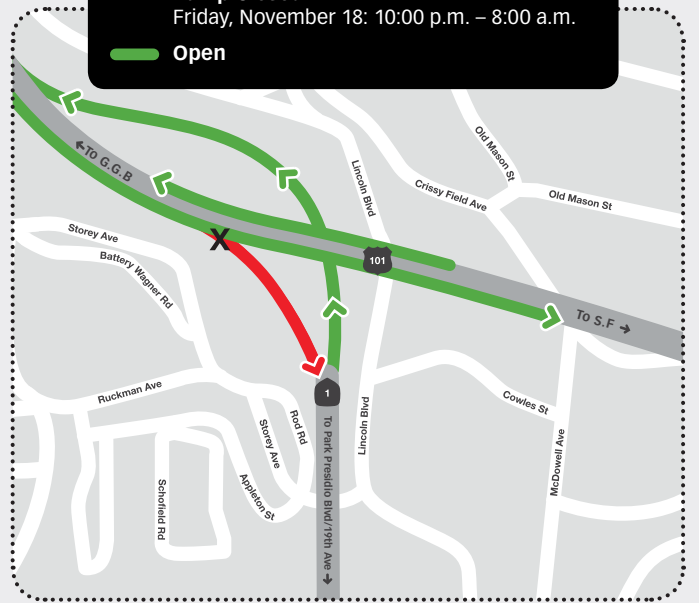 Friday, November 18: 10:00 p.m. – 8:00 a.m.
Open
←To G.G.B
Old Mason St
Lincoln Blvd
Crissy Field Ave
Old Mason St
Storey Ave
Battery Wagner Rd
101
To S.F →
Ruckman Ave
1
Cowles St
Rod Rd
Storey Ave
Lincoln Blvd
To Park Presidio Blvd/19th Ave →
McDowell Ave
Appleton St
Schofield Rd
X